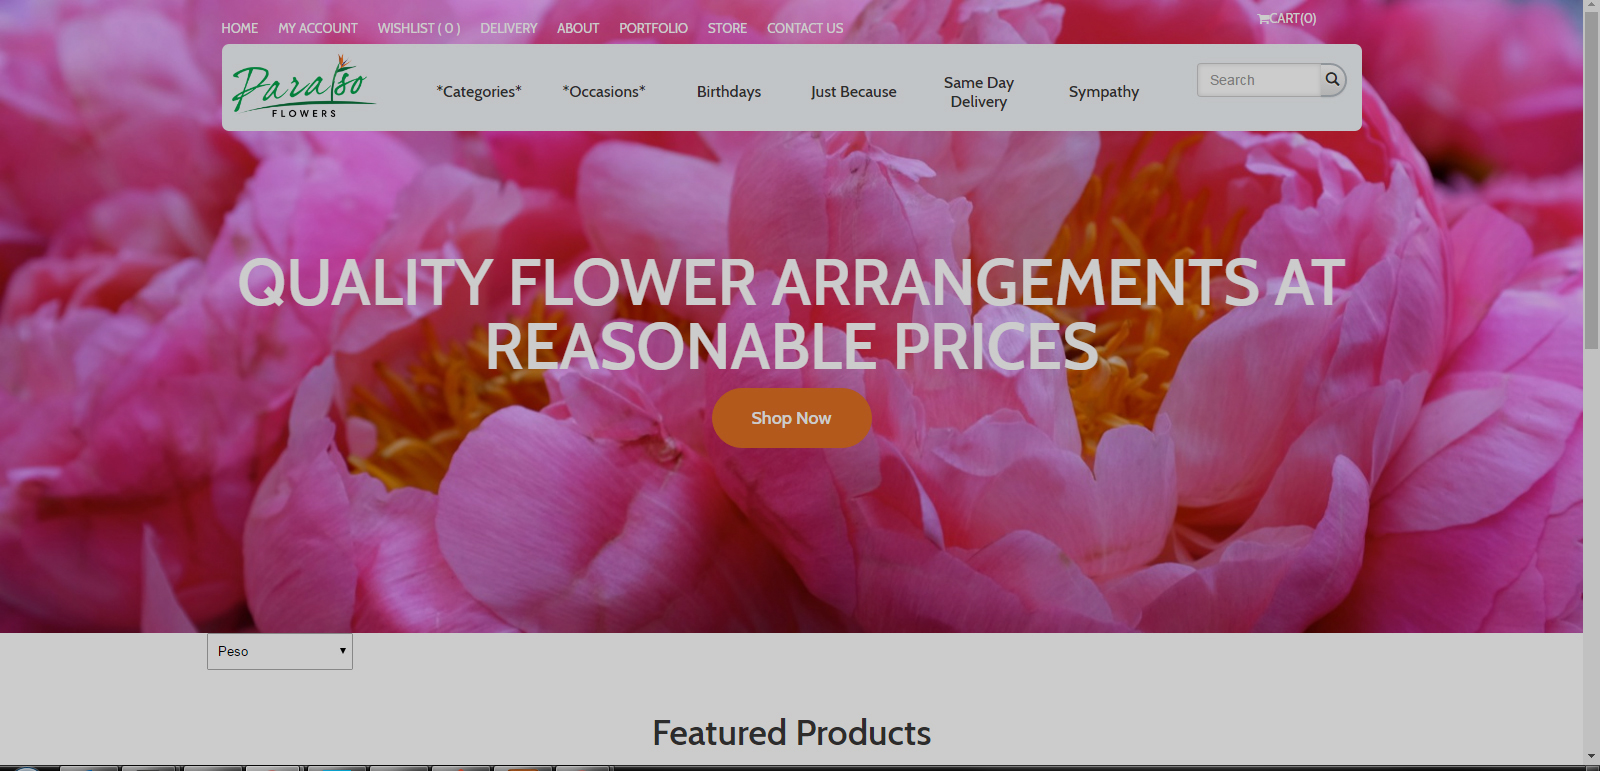 HOME MY ACCOUNT WISHLIST ( 0 ) DELIVERY ABOUT PORTFOLIO STORE CONTACT US
CART(0)
Paraiso
FLOWERS
*Categories* *Occasions* Birthdays Just Because Same Day
Delivery Sympathy
Search
QUALITY FLOWER ARRANGEMENTS AT
REASONABLE PRICES
Shop Now
Peso
Featured Products